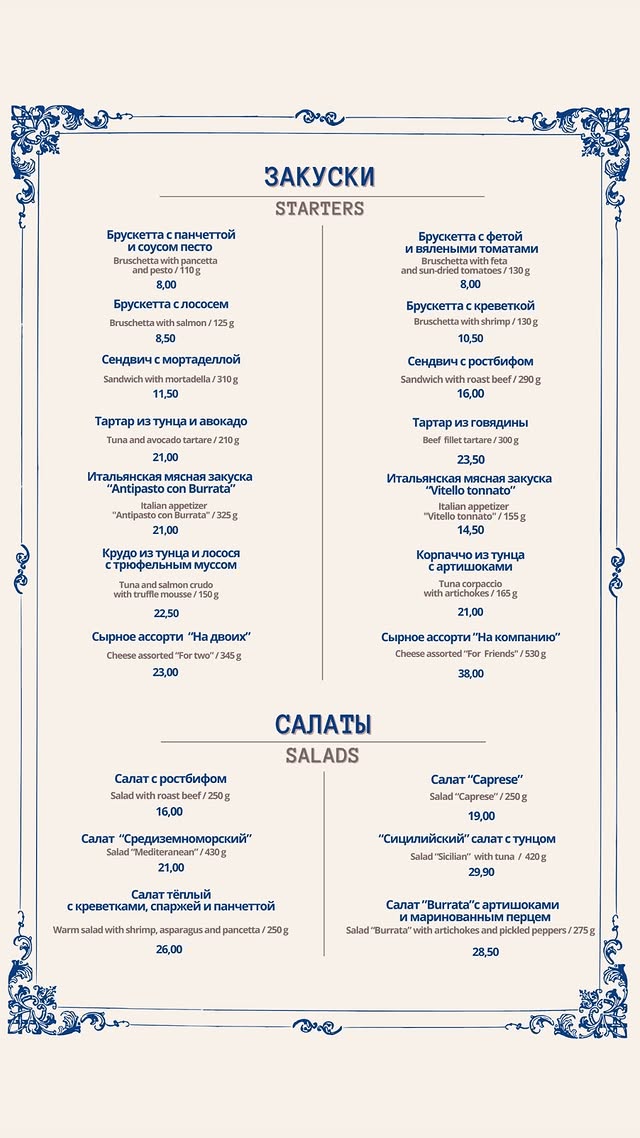 ЗАКУСКИ
STARTERS
Брускетта с панчеттой
и соусом песто
Bruschetta with pancetta
and pesto / 110 g
8,00
Брускетта с лососем
Bruschetta with salmon / 125 g
8,50
Сендвич с мортаделлой
Sandwich with mortadella / 310 g
11,50
Тартар из тунца и авокадо
Tuna and avocado tartare / 210 g
21,00
Итальянская мясная закуска
“Antipasto con Burrata”
Italian appetizer
"Antipasto con Burrata" / 325 g
21,00
Крудо из тунца и лосося
с трюфельным муссом
Tuna and salmon crudo
with truffle mousse / 150 g
22,50
Сырное ассорти “На двоих”
Cheese assorted “For two” / 345 g
23,00
Брускетта с фетой
и вялеными томатами
Bruschetta with feta
and sun-dried tomatoes / 130 g
8,00
Брускетта с креветкой
Bruschetta with shrimp / 130 g
10,50
Сендвич с ростбифом
Sandwich with roast beef / 290 g
16,00
Тартар из говядины
Beef fillet tartare / 300 g
23,50
Итальянская мясная закуска
“Vitello tonnato”
Italian appetizer
"Vitello tonnato" / 155 g
14,50
Корпаччо из тунца
с артишоками
Tuna corpaccio
with artichokes / 165 g
21,00
Сырное ассорти “На компанию”
Cheese assorted “For Friends” / 530 g
38,00
САЛАТЫ
SALADS
Салат с ростбифом
Salad with roast beef / 250 g
16,00
Салат “Средиземноморский”
Salad “Mediteranean” / 430 g
21,00
Салат тёплый
с креветками, спаржей и панчеттой
Warm salad with shrimp, asparagus and pancetta / 250 g
26,00
Салат “Caprese”
Salad “Caprese” / 250 g
19,00
“Сицилийский” салат с тунцом
Salad “Sicilian” with tuna / 420 g
29,90
Салат “Burrata”с артишоками
и маринованным перцем
Salad “Burrata” with artichokes and pickled peppers / 275 g
28,50